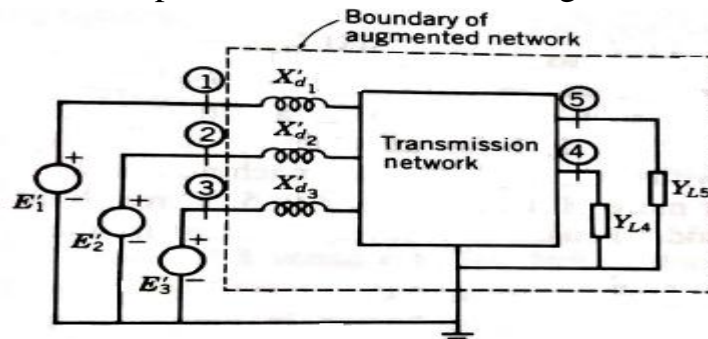 Boundary of
augmented network
① X'd1
② X'd2
③ X'd3
Transmission
network
⑤
④
E'1
E'2
E'3
YL5
YL4